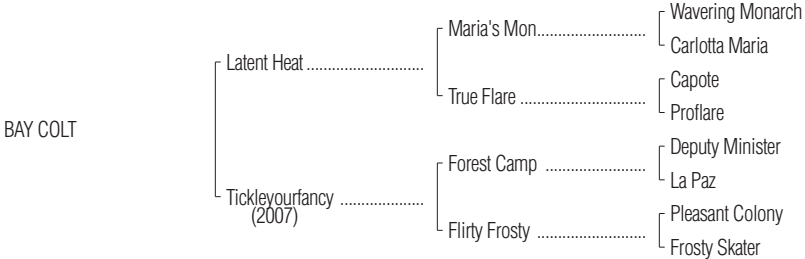 Wavering Monarch
Maria's Mon..........................
Carlotta Maria
Latent Heat ............................
Capote
True Flare ..............................
Proflare
BAY COLT
Deputy Minister
Forest Camp ........................
La Paz
Tickleyourfancy ....................
(2007)
Pleasant Colony
Flirty Frosty ..........................
Frosty Skater